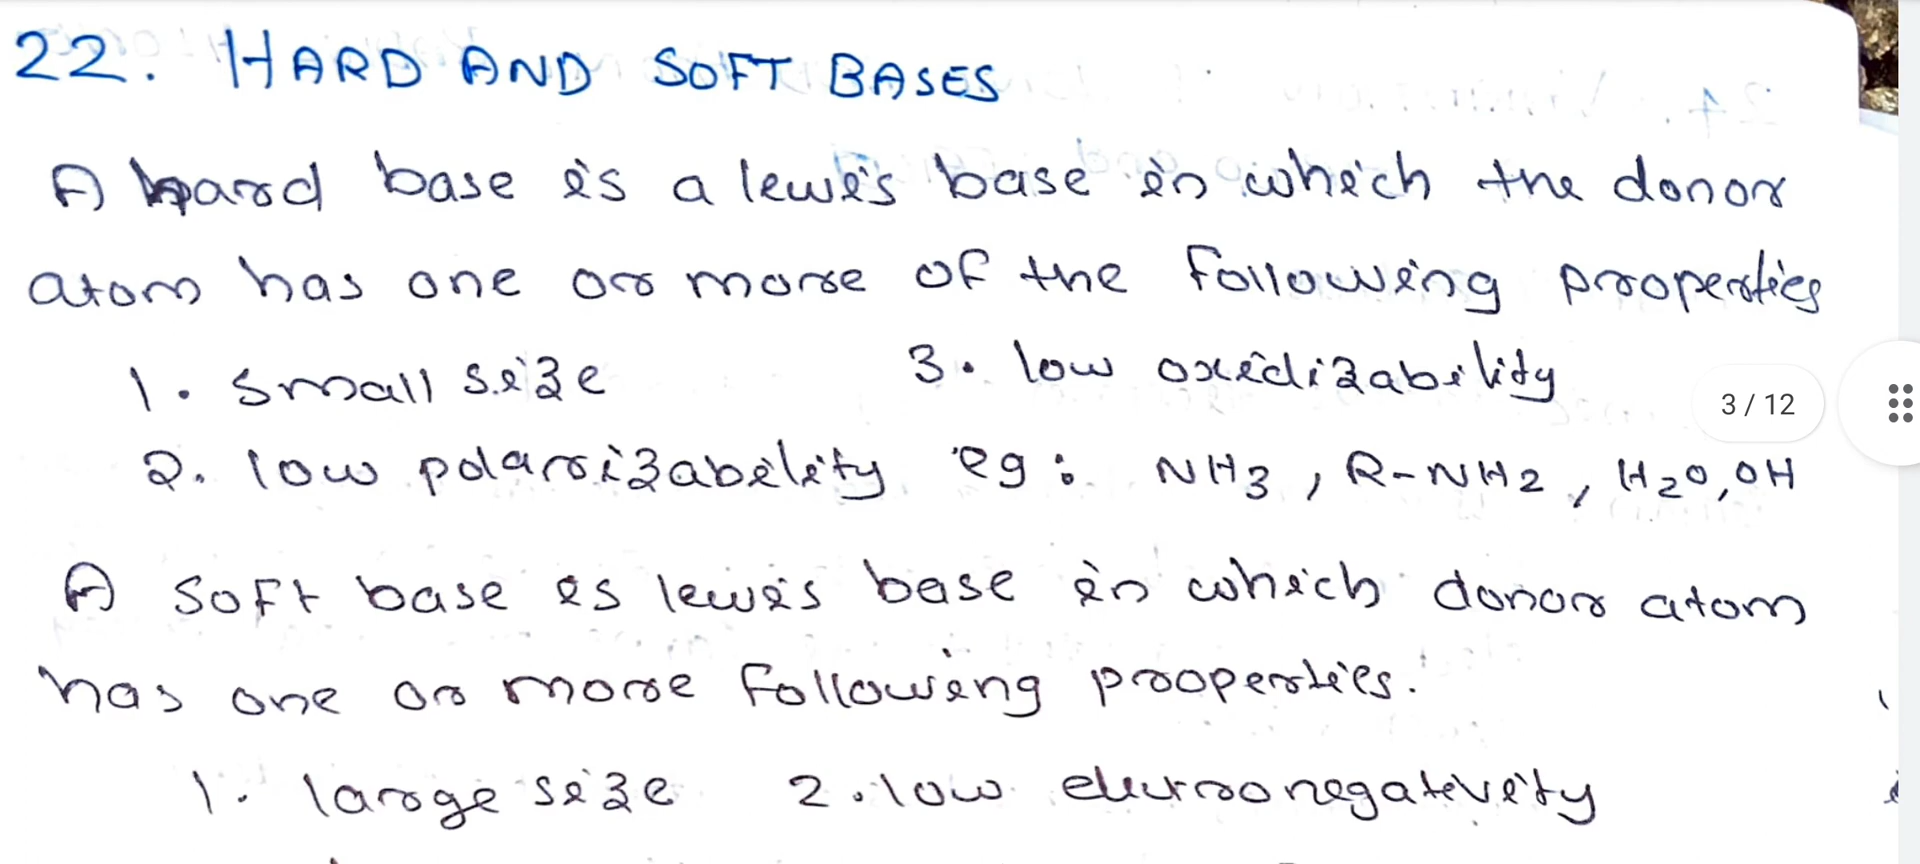 22. HARD AND SOFT BASES
A hard base is a lewis base in which the donor
atom has one or more of the following properties
1. Small size 3. low oxidizability
3 / 12
2. low polarizability eg: NH3, R-NH2, H2O, OH
A soft base is lewis base in which donor atom
has one or more following properties.
1. large size 2. low electronegativity